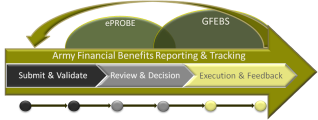 ePROBE
GFEBS
Army Financial Benefits Reporting & Tracking
Submit & Validate
Review & Decision
Execution & Feedback